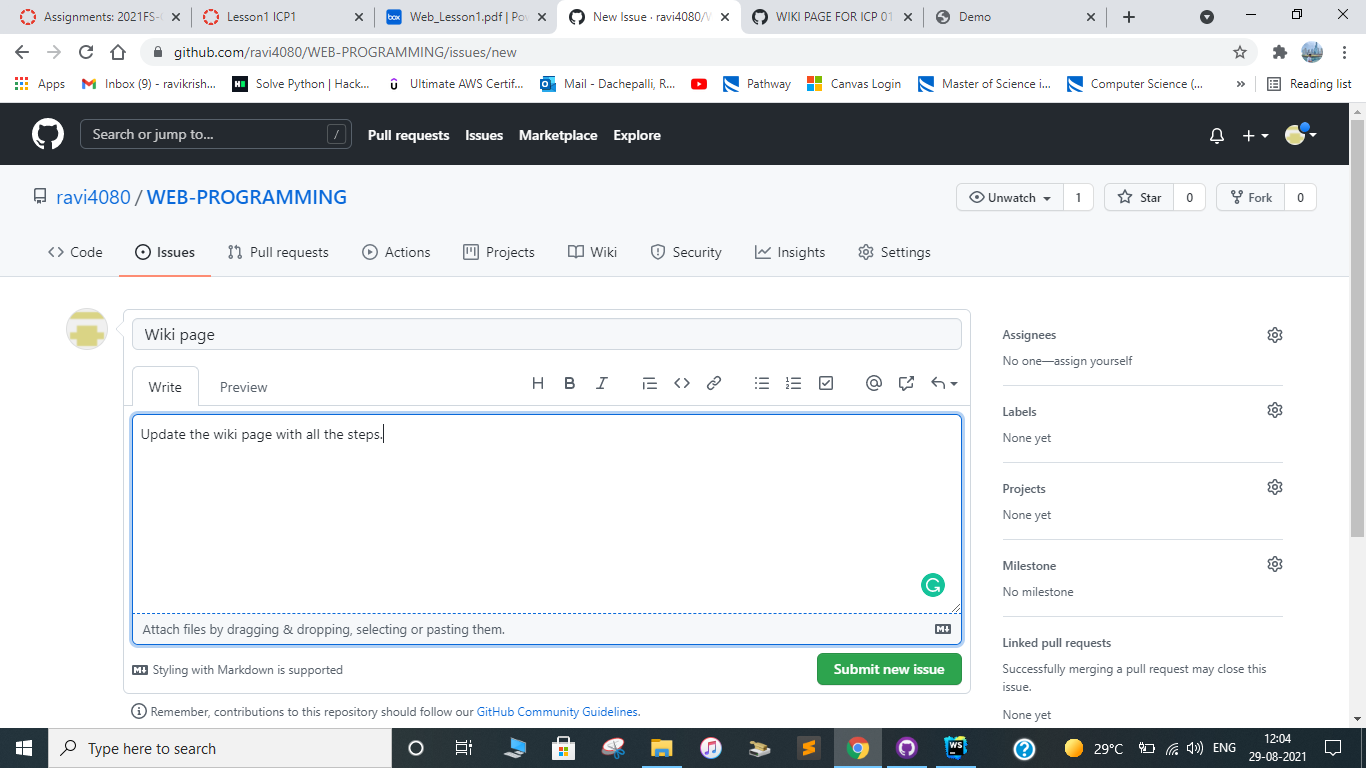 Assignments: 2021FS- Lesson1 ICP1 Web_Lesson1.pdf | Po New Issue · ravi4080/ WIKI PAGE FOR ICP 01 Demo
github.com/ravi4080/WEB-PROGRAMMING/issues/new
Apps Inbox (9) - ravikrish... Solve Python | Hack... Ultimate AWS Certif... Mail - Dachepalli, R... Pathway Canvas Login Master of Science i... Computer Science (... » Reading list
Search or jump to... / Pull requests Issues Marketplace Explore
ravi4080 / WEB-PROGRAMMING Unwatch 1 Star 0 Fork 0
Code Issues Pull requests Actions Projects Wiki Security Insights Settings
Wiki page
Write Preview
Update the wiki page with all the steps.
Attach files by dragging & dropping, selecting or pasting them.
Styling with Markdown is supported Submit new issue
Remember, contributions to this repository should follow our GitHub Community Guidelines.
Assignees
No one—assign yourself
Labels
None yet
Projects
None yet
Milestone
No milestone
Linked pull requests
Successfully merging a pull request may close this
issue.
None yet
Type here to search 29°C ENG 12:04
29-08-2021